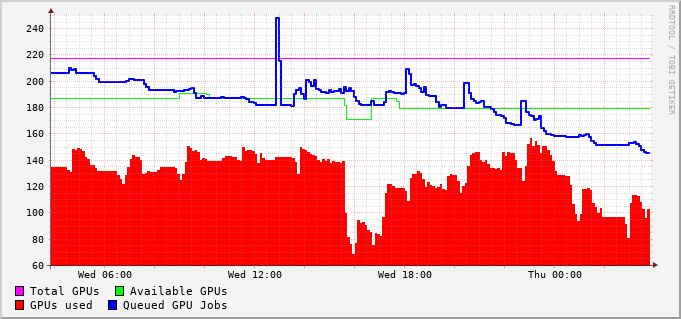 240
220
200
180
160
140
120
100
80
60
Wed 06:00 Wed 12:00 Wed 18:00 Thu 00:00
Total GPUs Available GPUs
GPUs used Queued GPU Jobs
RRDTOOL / TOBI OETIKER